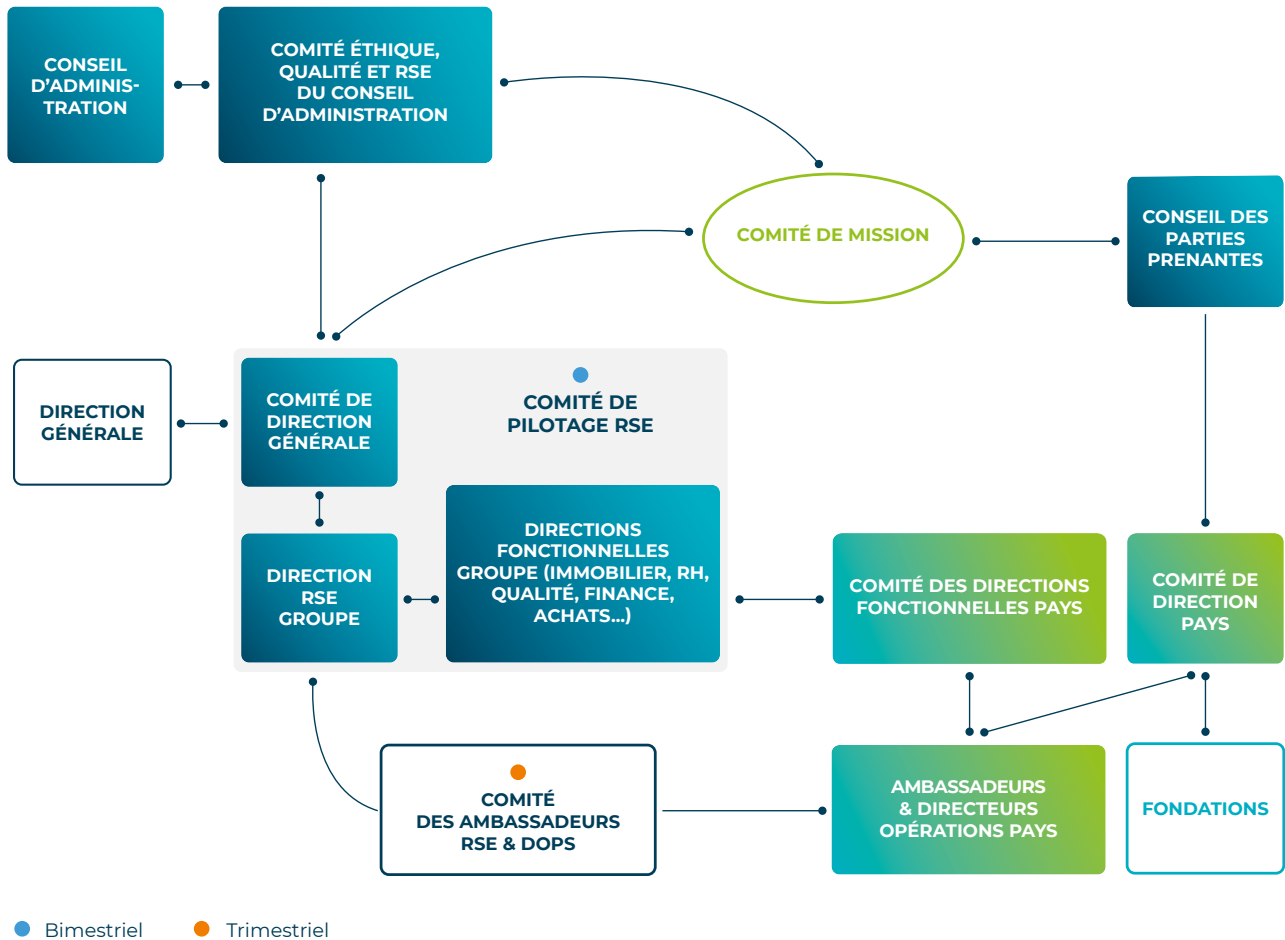 CONSEIL
D'ADMINIS-
TRATION
COMITÉ ÉTHIQUE,
QUALITÉ ET RSE
DU CONSEIL
D'ADMINISTRATION
COMITÉ DE MISSION
CONSEIL DES
PARTIES
PRENANTES
DIRECTION
GÉNÉRALE
COMITÉ DE
DIRECTION
GÉNÉRALE
COMITÉ DE
PILOTAGE RSE
DIRECTION
RSE
GROUPE
DIRECTIONS
FONCTIONNELLES
GROUPE (IMMOBILIER, RH,
QUALITÉ, FINANCE,
ACHATS...)
COMITÉ DES DIRECTIONS
FONCTIONNELLES PAYS
COMITÉ DE
DIRECTION
PAYS
COMITÉ
DES AMBASSADEURS
RSE & DOPS
AMBASSADEURS
& DIRECTEURS
OPÉRATIONS PAYS
FONDATIONS
Bimestriel
Trimestriel